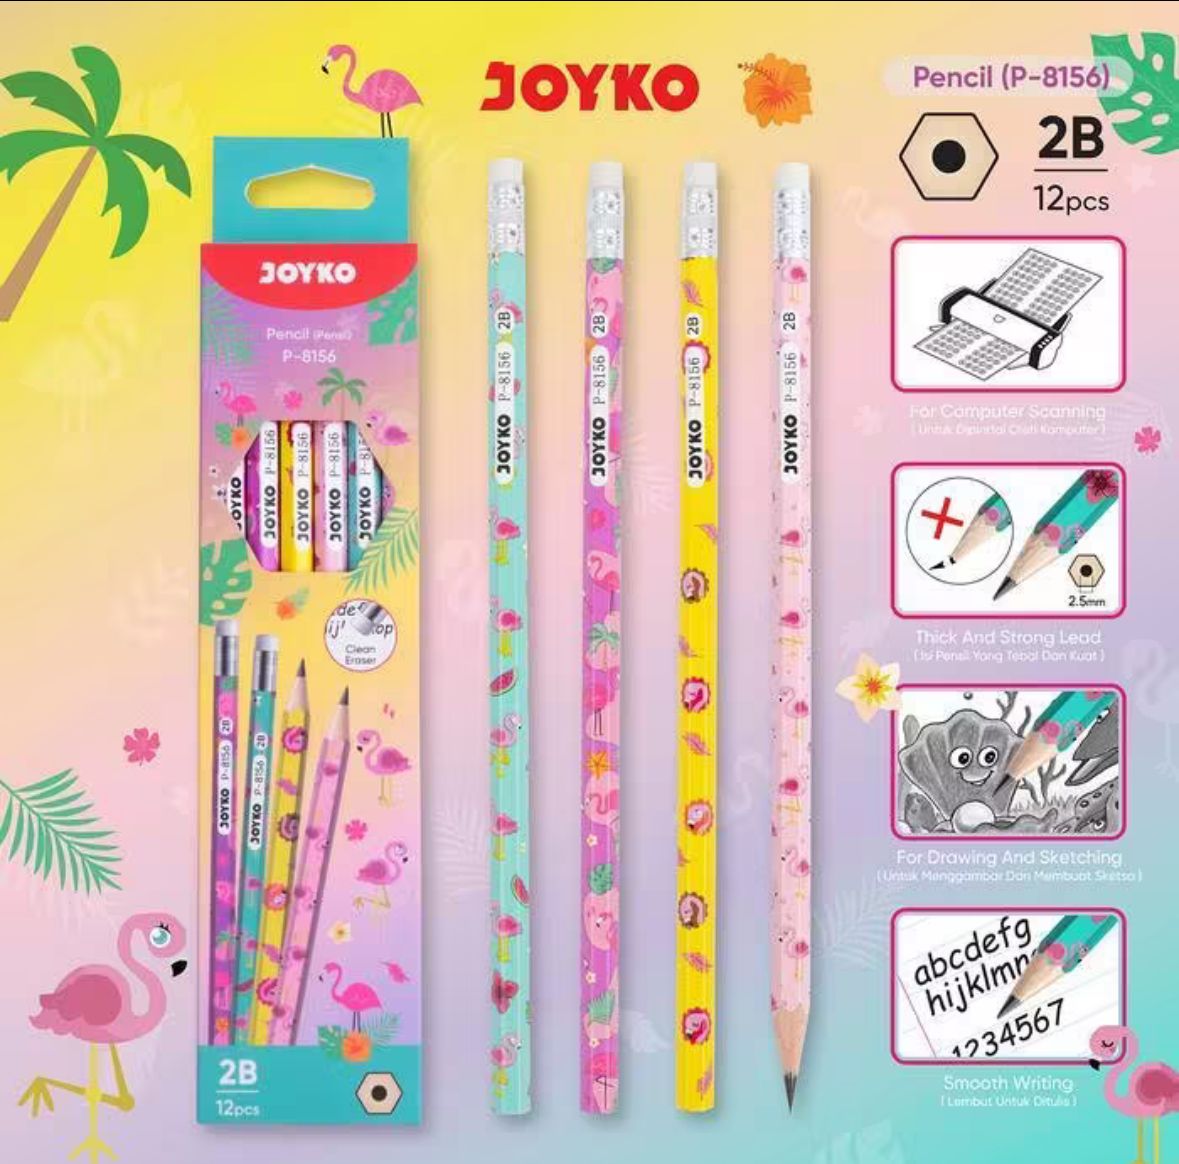 JOYKO
Pencil (P-8156)
2B
12pcs
JOYKO
Pencil (Pensil)
P-8156
JOYKO
JOYKO P-8156
JOYKO P-8156
JOYKO P-8156
JOYKO P-81
Clean
Eraser
JOYKO P-8156 2B
JOYKO P-8156 2B
2B
12pcs
JOYKO P-8156 2B
JOYKO P-8156 2B
JOYKO P-8156 2B
JOYKO P-8156 2B
For Computer Scanning
( Untuk Dipindai Oleh Komputer )
2.5mm
Thick And Strong Lead
( Isi Pensil Yang Tebal Dan Kuat )
For Drawing And Sketching
( Untuk Menggambar Dan Membuat Sketsa )
abcdefg
hijklmn
1234567
Smooth Writing
( Lembut Untuk Ditulis )